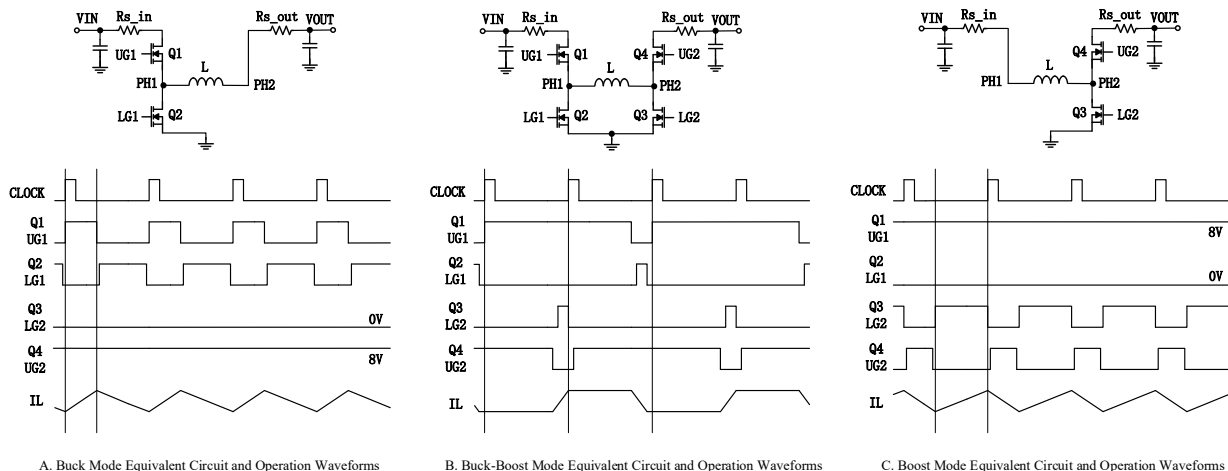 VIN Rs_in Rs_out VOUT
UG1 Q1
L
PH1 PH2
LG1 Q2
CLOCK
Q1
UG1
Q2
LG1
Q3
LG2 0V
Q4
UG2 8V
IL
A. Buck Mode Equivalent Circuit and Operation Waveforms
VIN Rs_in Rs_out VOUT
UG1 Q1 Q4 UG2
L
PH1 PH2
LG1 Q2 Q3 LG2
CLOCK
Q1
UG1
Q2
LG1
Q3
LG2
Q4
UG2
IL
B. Buck-Boost Mode Equivalent Circuit and Operation Waveforms
VIN Rs_in Rs_out VOUT
Q4 UG2
L
PH1 PH2
Q3 LG2
CLOCK
Q1
UG1 8V
Q2
LG1 0V
Q3
LG2
Q4
UG2
IL
C. Boost Mode Equivalent Circuit and Operation Waveforms